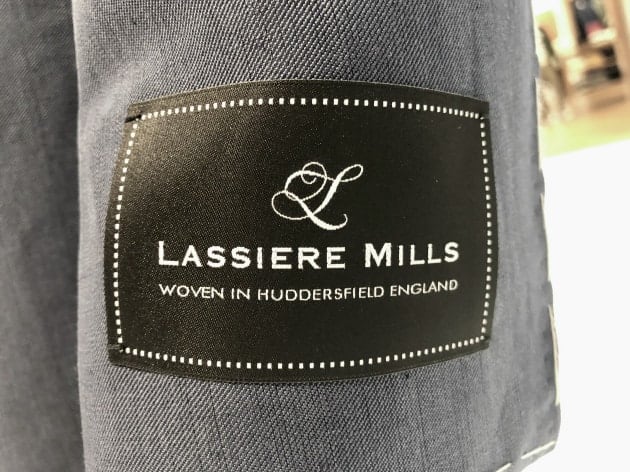 L
LASSIERE MILLS
WOVEN IN HUDDERSFIELD ENGLAND